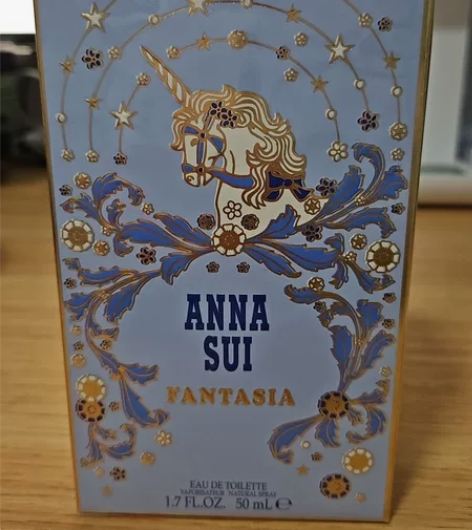 ANNA
SUI
FANTASIA
EAU DE TOILETTE
VAPORISATEUR NATURAL SPRAY
1.7 FL.OZ. 50 mL ℮